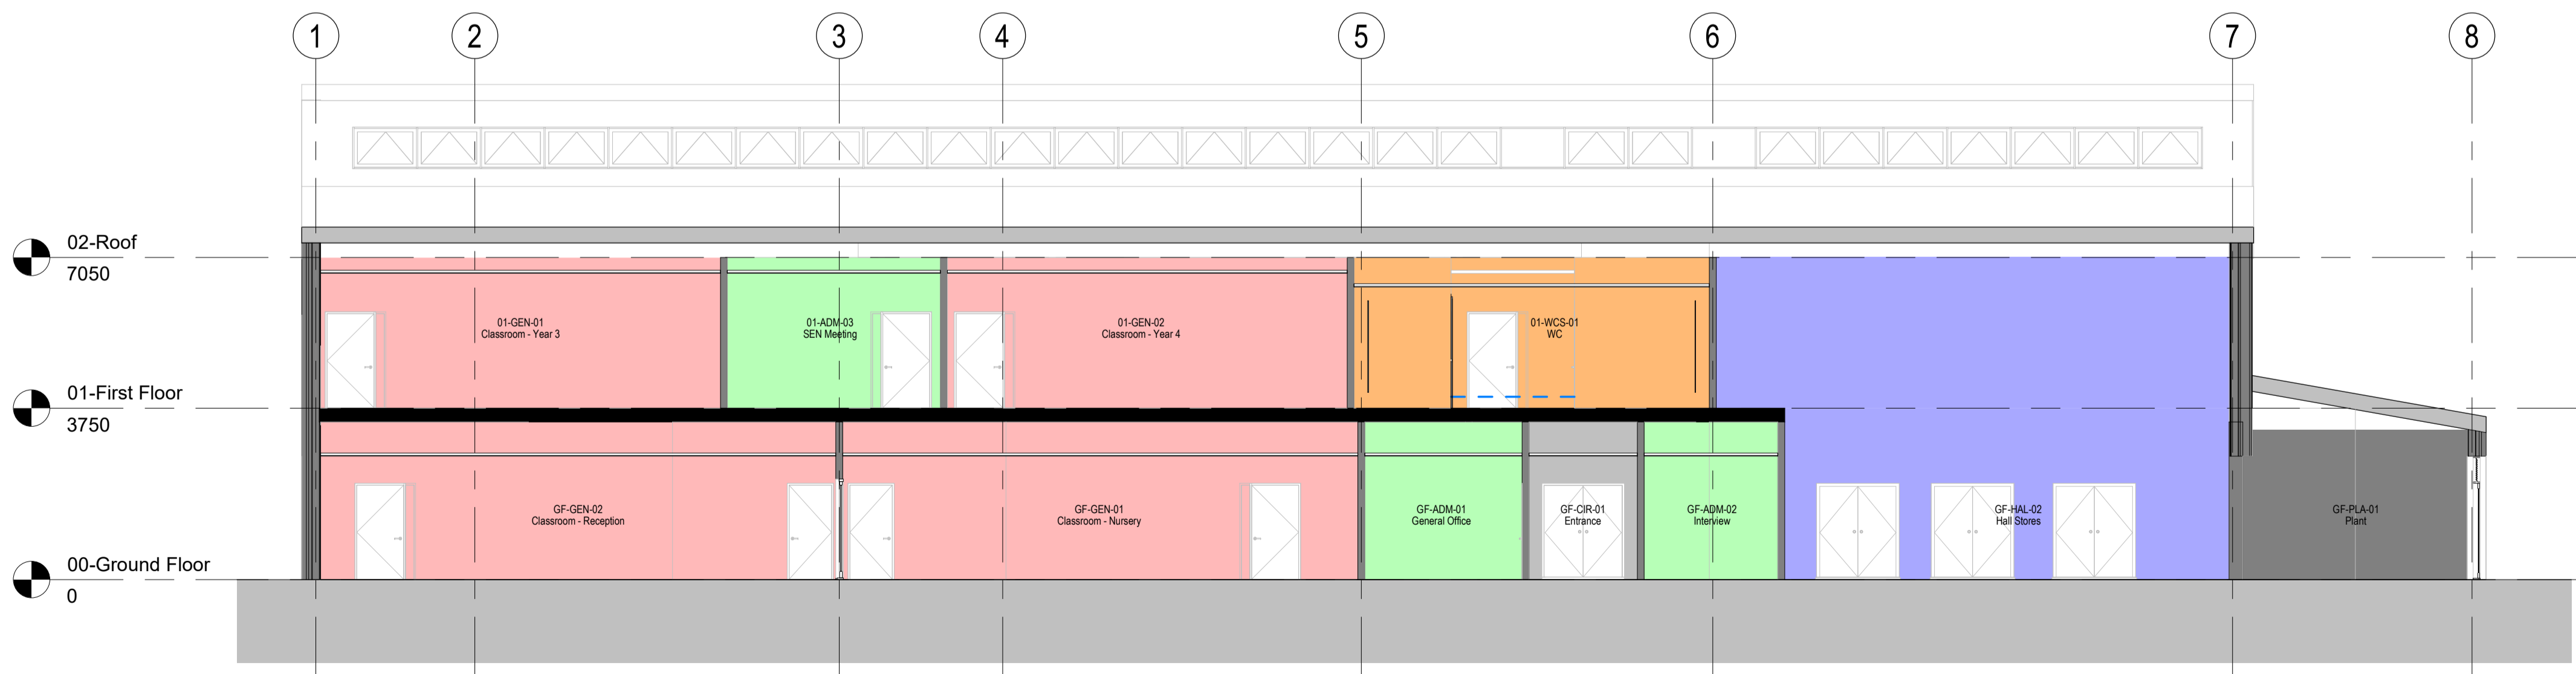 1
2
3
4
5
6
7
8
02-Roof
7050
01-GEN-01
Classroom - Year 3
01-ADM-03
SEN Meeting
01-GEN-02
Classroom - Year 4
01-WCS-01
WC
01-First Floor
3750
GF-GEN-02
Classroom - Reception
GF-GEN-01
Classroom - Nursery
GF-ADM-01
General Office
GF-CIR-01
Entrance
GF-ADM-02
Interview
GF-HAL-02
Hall Stores
GF-PLA-01
Plant
00-Ground Floor
0